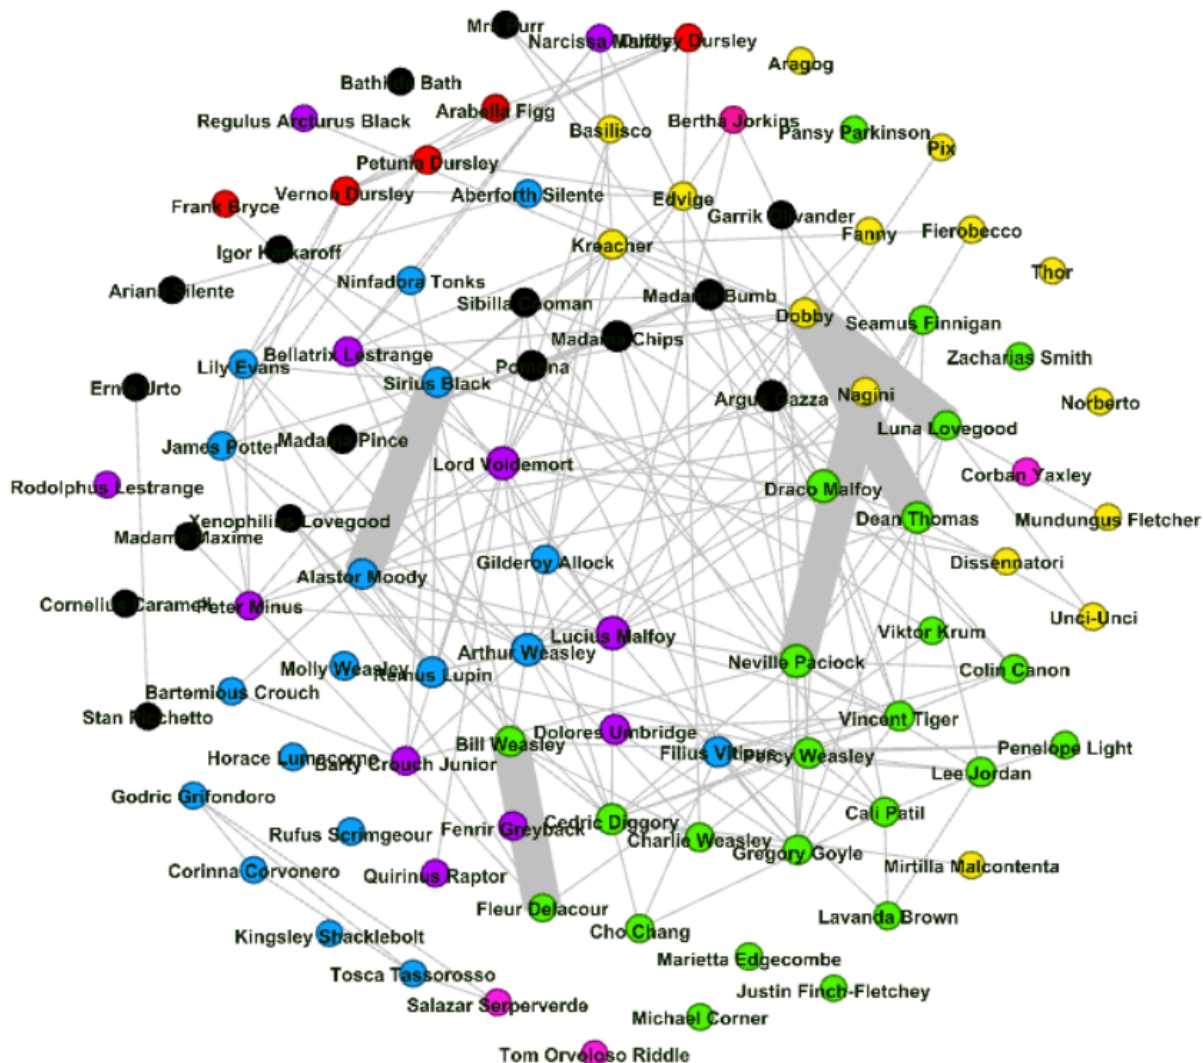 Mrs Purr
Narcissa Malfoy
Dudley Dursley
Aragog
Bathilda Bath
Arabella Figg
Regulus Arcturus Black
Basilisco
Bertha Jorkins
Pansy Parkinson
Pix
Petunia Dursley
Vernon Dursley
Aberforth Silente
Edvige
Frank Bryce
Garrik Olivander
Fanny
Fierobecco
Igor Karkaroff
Kreacher
Thor
Ariana Silente
Ninfadora Tonks
Sibilla Cooman
Madama Bumb
Dobby
Seamus Finnigan
Madama Chips
Bellatrix Lestrange
Zacharias Smith
Lily Evans
Pomona
Sirius Black
Ernie Urto
Argus Gazza
Nagini
Norberto
Luna Lovegood
James Potter
Madama Pince
Lord Voldemort
Corban Yaxley
Rodolphus Lestrange
Draco Malfoy
Dean Thomas
Mundungus Fletcher
Xenophilius Lovegood
Madame Maxime
Gilderoy Allock
Dissennatori
Alastor Moody
Cornelius Caramell
Peter Minus
Unci-Unci
Lucius Malfoy
Viktor Krum
Arthur Weasley
Neville Paciock
Colin Canon
Molly Weasley
Remus Lupin
Bartemious Crouch
Stan Picchetto
Vincent Tiger
Dolores Umbridge
Bill Weasley
Filius Vitious
Percy Weasley
Penelope Light
Horace Lumacorno
Barty Crouch Junior
Lee Jordan
Godric Grifondoro
Cali Patil
Rufus Scrimgeour
Fenrir Greyback
Cedric Diggory
Charlie Weasley
Gregory Goyle
Mirtilla Malcontenta
Corinna Corvonero
Quirinus Raptor
Fleur Delacour
Cho Chang
Lavanda Brown
Kingsley Shacklebolt
Marietta Edgecombe
Tosca Tassorosso
Justin Finch-Fletchey
Salazar Serperverde
Michael Corner
Tom Orvoloso Riddle